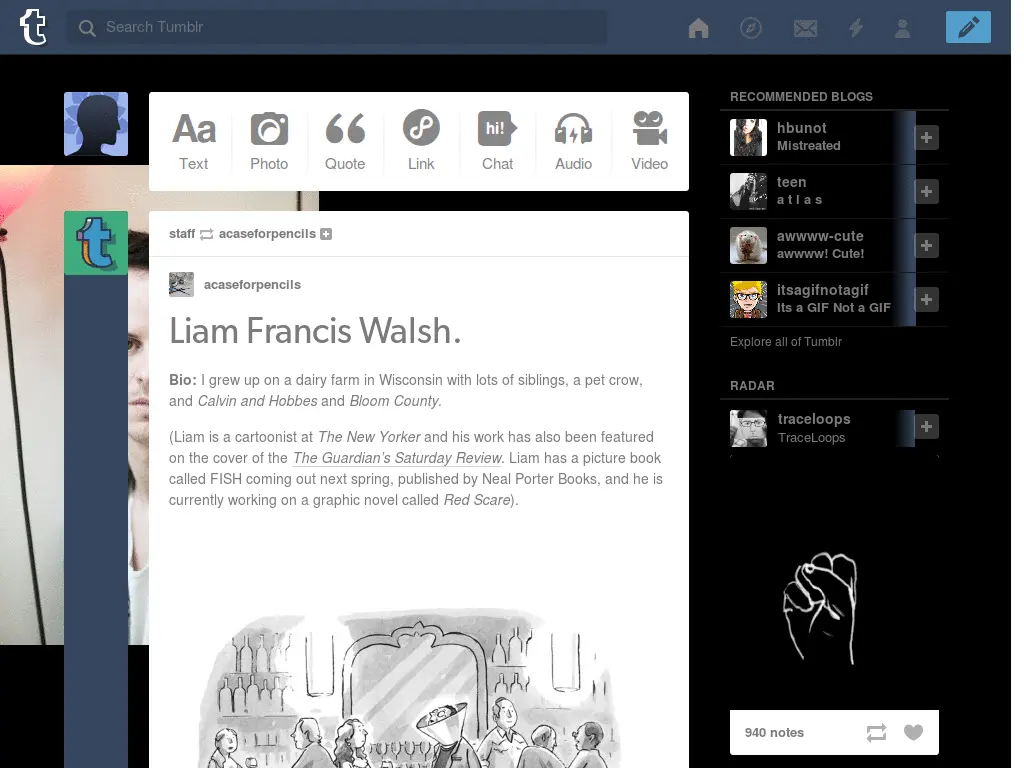 t Search Tumblr
Aa
Text
Photo
Quote
Link
hi!
Chat
Audio
Video
t
staff acaseforpencils
acaseforpencils
Liam Francis Walsh.
Bio: I grew up on a dairy farm in Wisconsin with lots of siblings, a pet crow,
and Calvin and Hobbes and Bloom County.
(Liam is a cartoonist at The New Yorker and his work has also been featured
on the cover of the The Guardian's Saturday Review. Liam has a picture book
called FISH coming out next spring, published by Neal Porter Books, and he is
currently working on a graphic novel called Red Scare).
RECOMMENDED BLOGS
hbunot
Mistreated
teen
a t l a s
awwww-cute
awwww! Cute!
itsagifnotagif
Its a GIF Not a GIF
Explore all of Tumblr
RADAR
traceloops
TraceLoops
940 notes